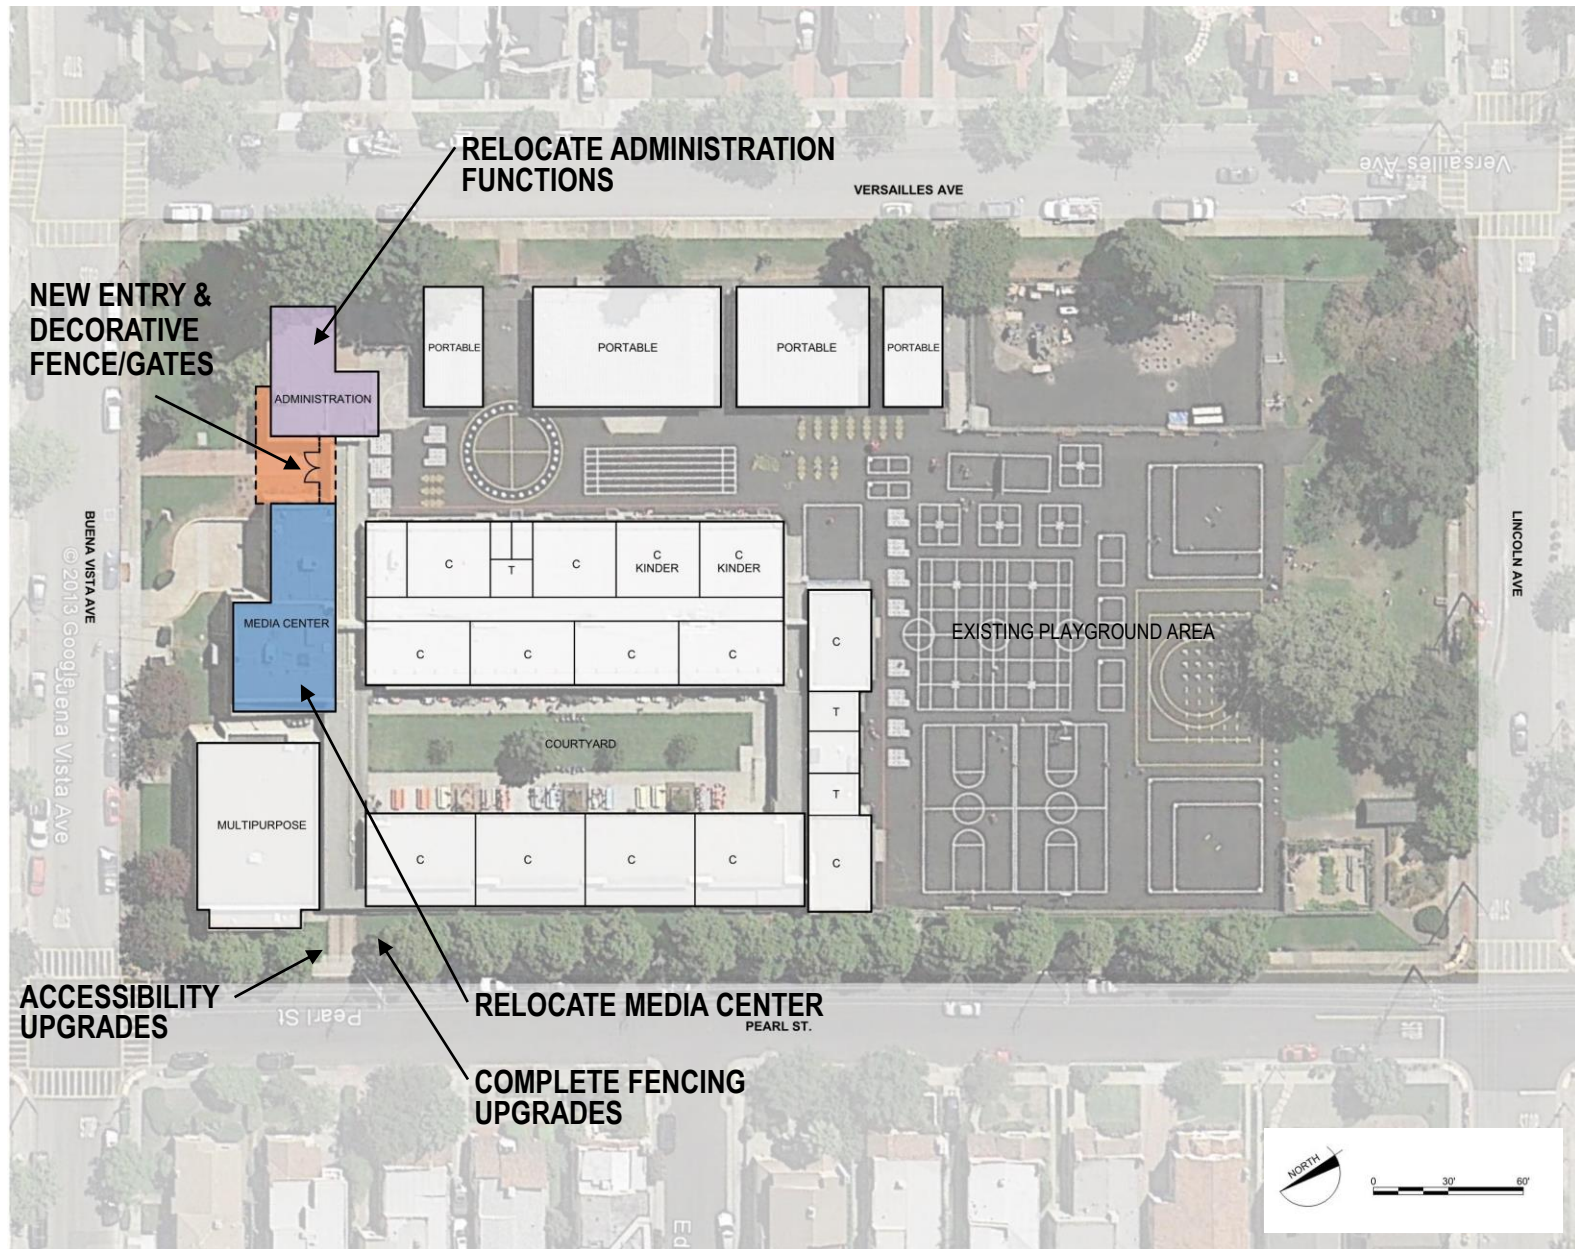 RELOCATE ADMINISTRATION
FUNCTIONS
VERSAILLES AVE
Versailles Ave
NEW ENTRY &
DECORATIVE
FENCE/GATES
PORTABLE
PORTABLE
PORTABLE
PORTABLE
ADMINISTRATION
BUENA VISTA AVE
© 2013 Google
ena Vista Ave
LINCOLN AVE
C
T
C
C
KINDER
C
KINDER
MEDIA CENTER
C
C
C
C
C
EXISTING PLAYGROUND AREA
T
COURTYARD
T
MULTIPURPOSE
C
C
C
C
C
ACCESSIBILITY
UPGRADES
Pearl St
RELOCATE MEDIA CENTER
PEARL ST.
COMPLETE FENCING
UPGRADES
Ed
NORTH
0 30' 60'